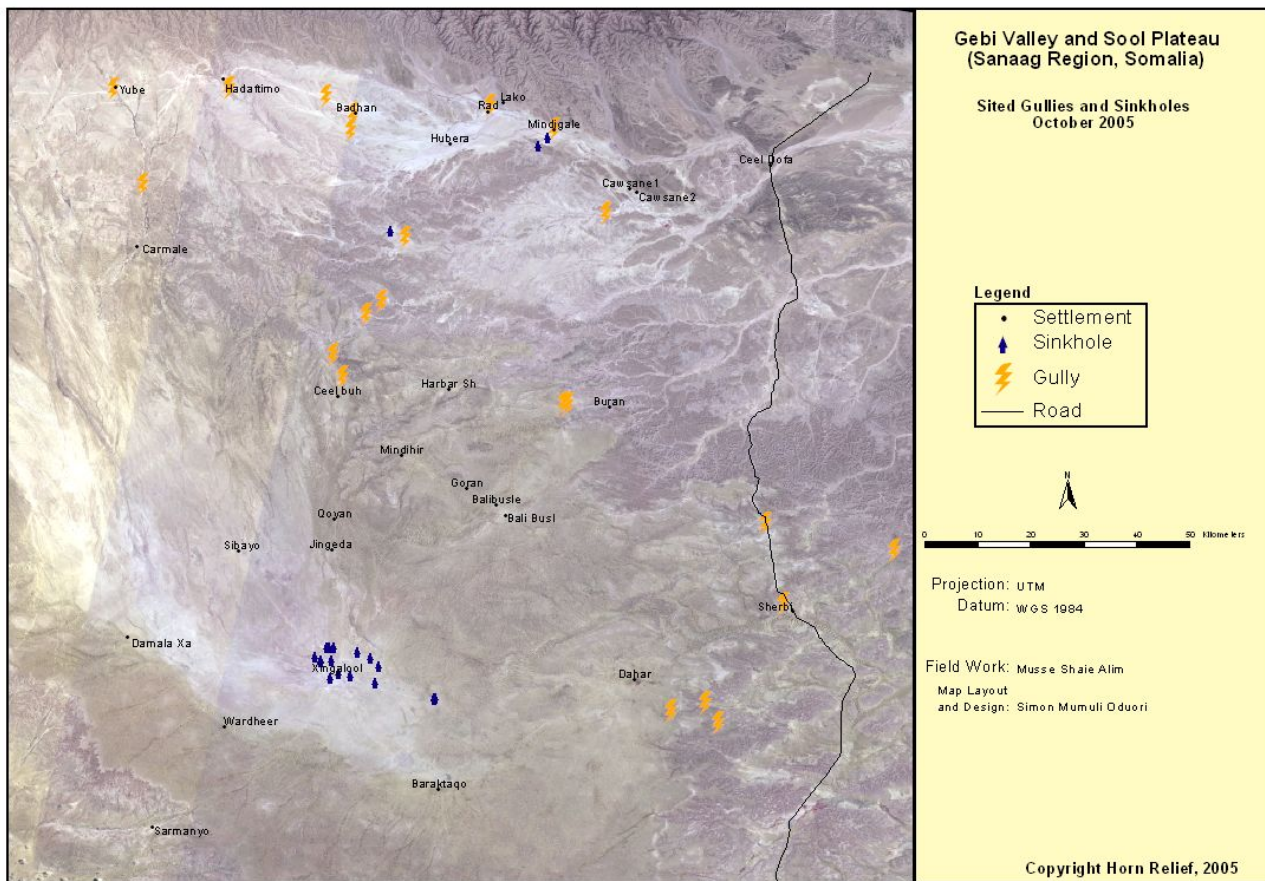 Gebi Valley and Sool Plateau
(Sanaag Region, Somalia)
Sited Gullies and Sinkholes
October 2005
Yube
Hadaftimo
Badhan
Rad
Lako
Mindigale
Hubera
Ceel Dofa
Cawsane1
Cawsane2
Carmale
Ceel buh
Harbar Sh
Buran
Mindihir
Goran
Balibusle
Bali Busl
Qoyan
Jingeda
Sibayo
Sherbi
Damala Xa
Xingalool
Dahar
Wardheer
Baraktaqo
Sarmanyo
Legend
Settlement
Sinkhole
Gully
Road
N
0 10 20 30 40 50 Kilometers
Projection: UTM
Datum: WGS 1984
Field Work: Musse Shaie Alim
Map Layout
and Design: Simon Mumuli Oduori
Copyright Horn Relief, 2005